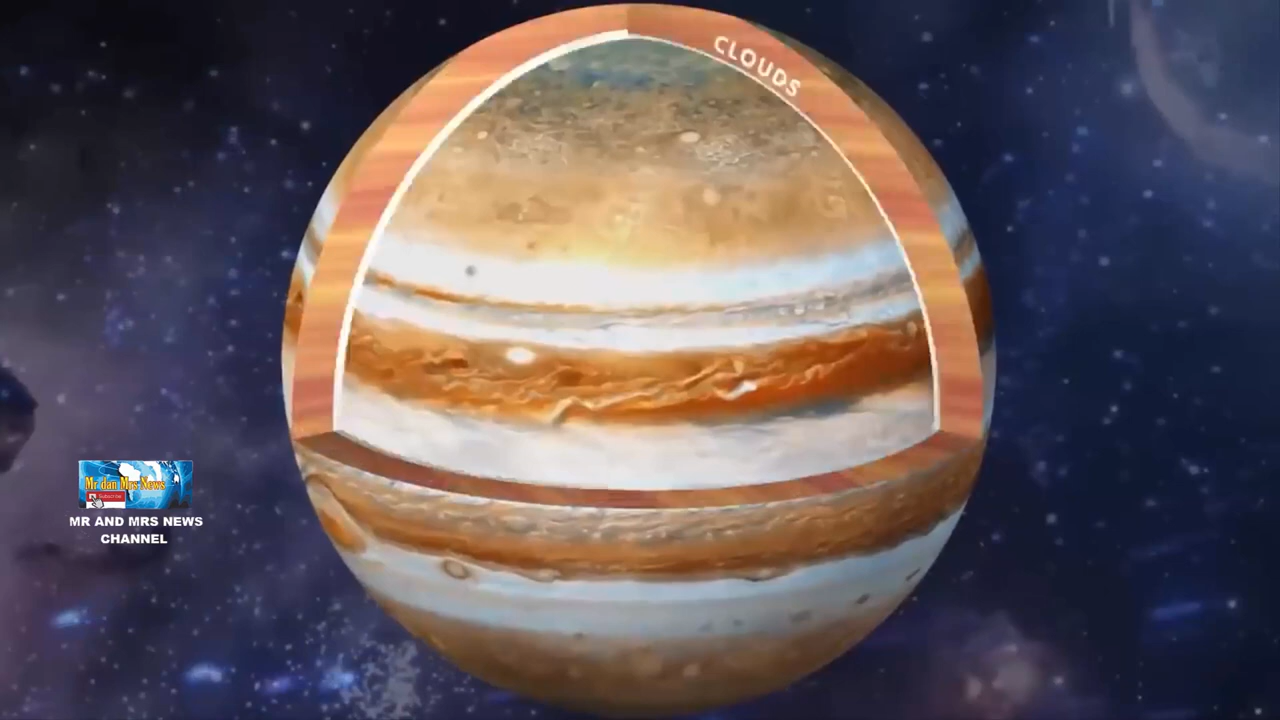 CLOUDS
Mr dan Mrs News
Subscribe
MR AND MRS NEWS
CHANNEL